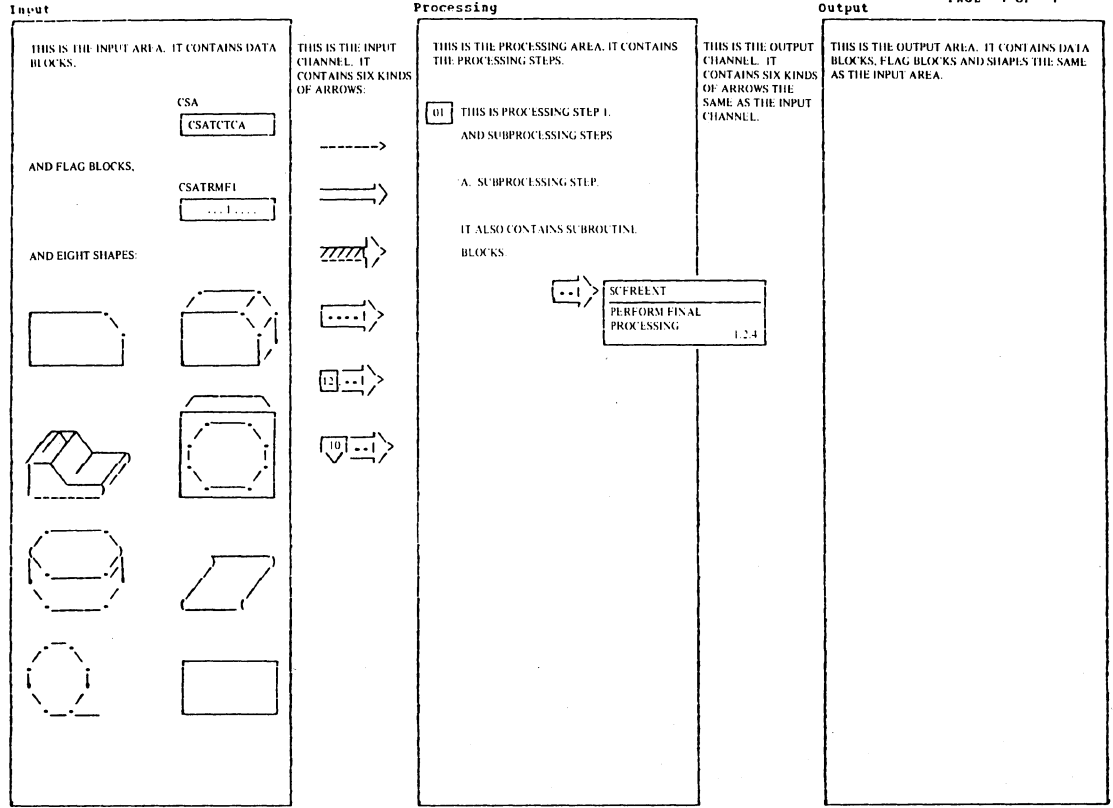 Input
Processing
Output
THIS IS THE INPUT AREA. IT CONTAINS DATA
BLOCKS.
CSA
CSATCTCA
AND FLAG BLOCKS,
CSATRMF1
...1....
AND EIGHT SHAPES:
THIS IS THE INPUT
CHANNEL. IT
CONTAINS SIX KINDS
OF ARROWS:
12
10
THIS IS THE PROCESSING AREA. IT CONTAINS
THE PROCESSING STEPS.
01 THIS IS PROCESSING STEP 1.
AND SUBPROCESSING STEPS
A. SUBPROCESSING STEP.
IT ALSO CONTAINS SUBROUTINE
BLOCKS.
SCFREEXT
PERFORM FINAL
PROCESSING
1.2.4
THIS IS THE OUTPUT
CHANNEL. IT
CONTAINS SIX KINDS
OF ARROWS THE
SAME AS THE INPUT
CHANNEL.
THIS IS THE OUTPUT AREA. IT CONTAINS DATA
BLOCKS, FLAG BLOCKS AND SHAPES THE SAME
AS THE INPUT AREA.